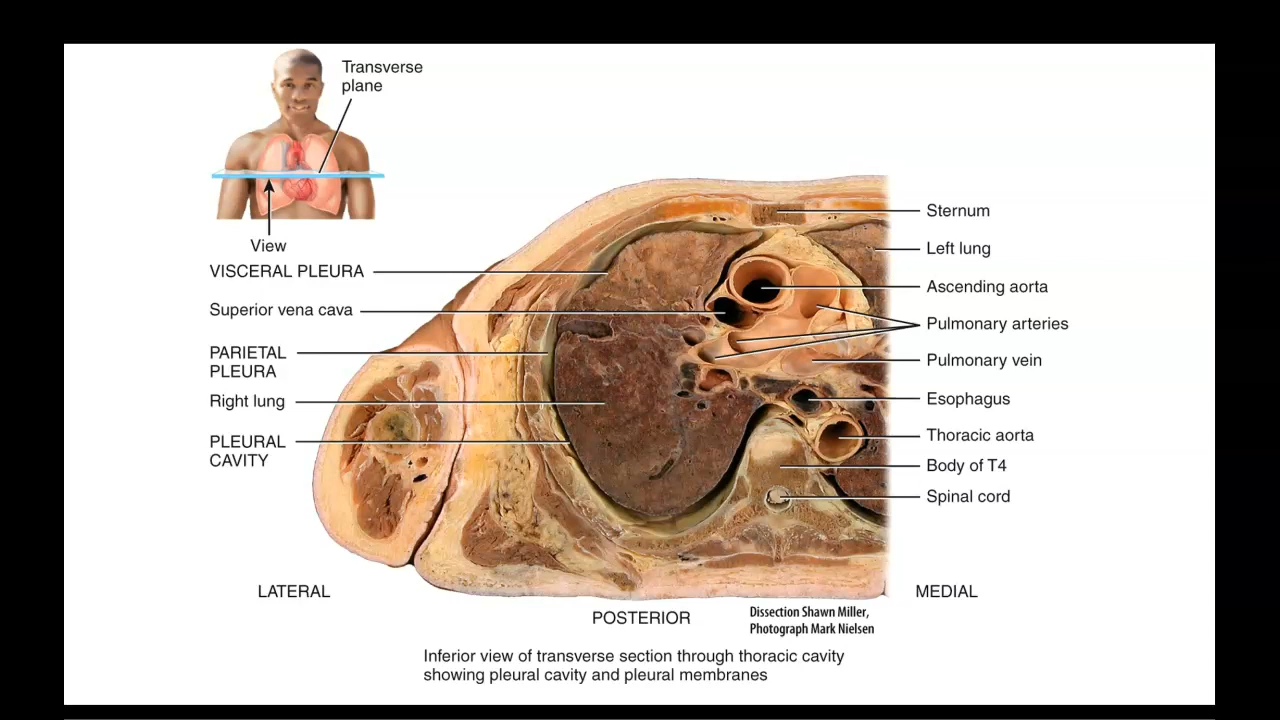 Transverse
plane
View
VISCERAL PLEURA
Superior vena cava
PARIETAL
PLEURA
Right lung
PLEURAL
CAVITY
Sternum
Left lung
Ascending aorta
Pulmonary arteries
Pulmonary vein
Esophagus
Thoracic aorta
Body of T4
Spinal cord
LATERAL
POSTERIOR
MEDIAL
Dissection Shawn Miller,
Photograph Mark Nielsen
Inferior view of transverse section through thoracic cavity
showing pleural cavity and pleural membranes